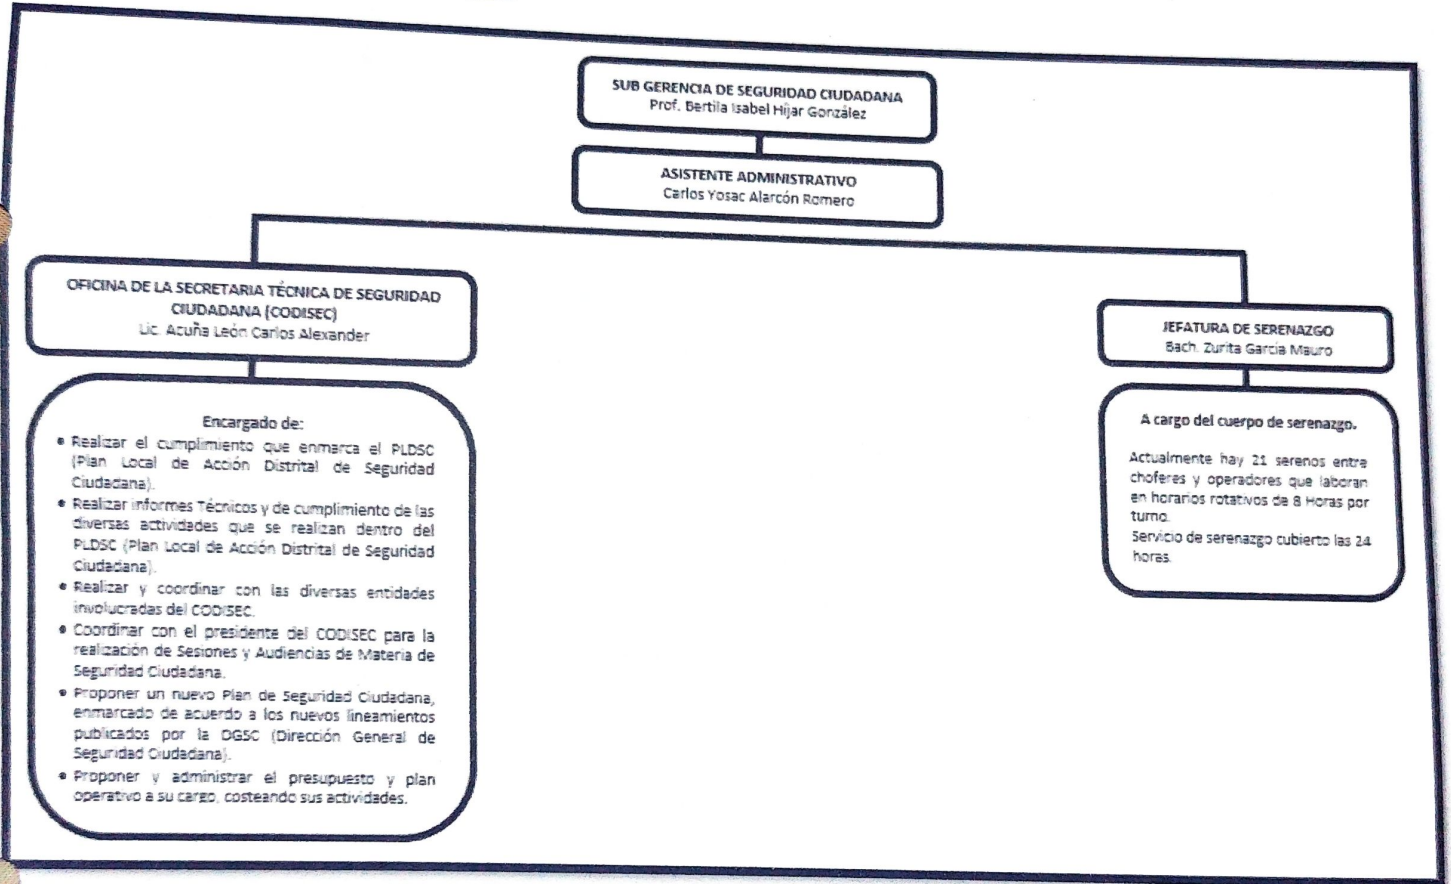 SUB GERENCIA DE SEGURIDAD CIUDADANA
Prof. Bertila Isabel Híjar González
ASISTENTE ADMINISTRATIVO
Carlos Yosac Alarcón Romero
OFICINA DE LA SECRETARIA TÉCNICA DE SEGURIDAD
CIUDADANA (CODISEC)
Lic. Acuña León Carlos Alexander
Encargado de:
• Realizar el cumplimiento que enmarca el PLDSC
(Plan Local de Acción Distrital de Seguridad
Ciudadana).
• Realizar informes Técnicos y de cumplimiento de las
diversas actividades que se realizan dentro del
PLDSC (Plan Local de Acción Distrital de Seguridad
Ciudadana).
• Realizar y coordinar con las diversas entidades
involucradas del CODISEC.
• Coordinar con el presidente del CODISEC para la
realización de Sesiones y Audiencias de Materia de
Seguridad Ciudadana.
• Proponer un nuevo Plan de Seguridad Ciudadana,
enmarcado de acuerdo a los nuevos lineamientos
publicados por la DGSC (Dirección General de
Seguridad Ciudadana).
• Proponer y administrar el presupuesto y plan
operativo a su cargo, costeando sus actividades.
JEFATURA DE SERENAZGO
Bach. Zurita García Mauro
A cargo del cuerpo de serenazgo.
Actualmente hay 21 serenos entre
choferes y operadores que laboran
en horarios rotativos de 8 Horas por
turno.
Servicio de serenazgo cubierto las 24
horas.